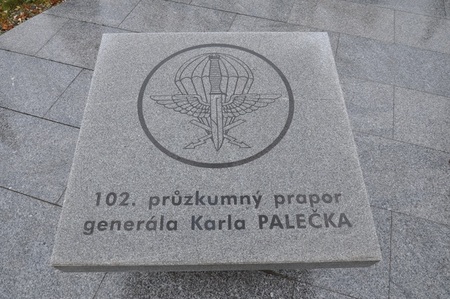 102. průzkumný prapor
generála Karla PALEČKA